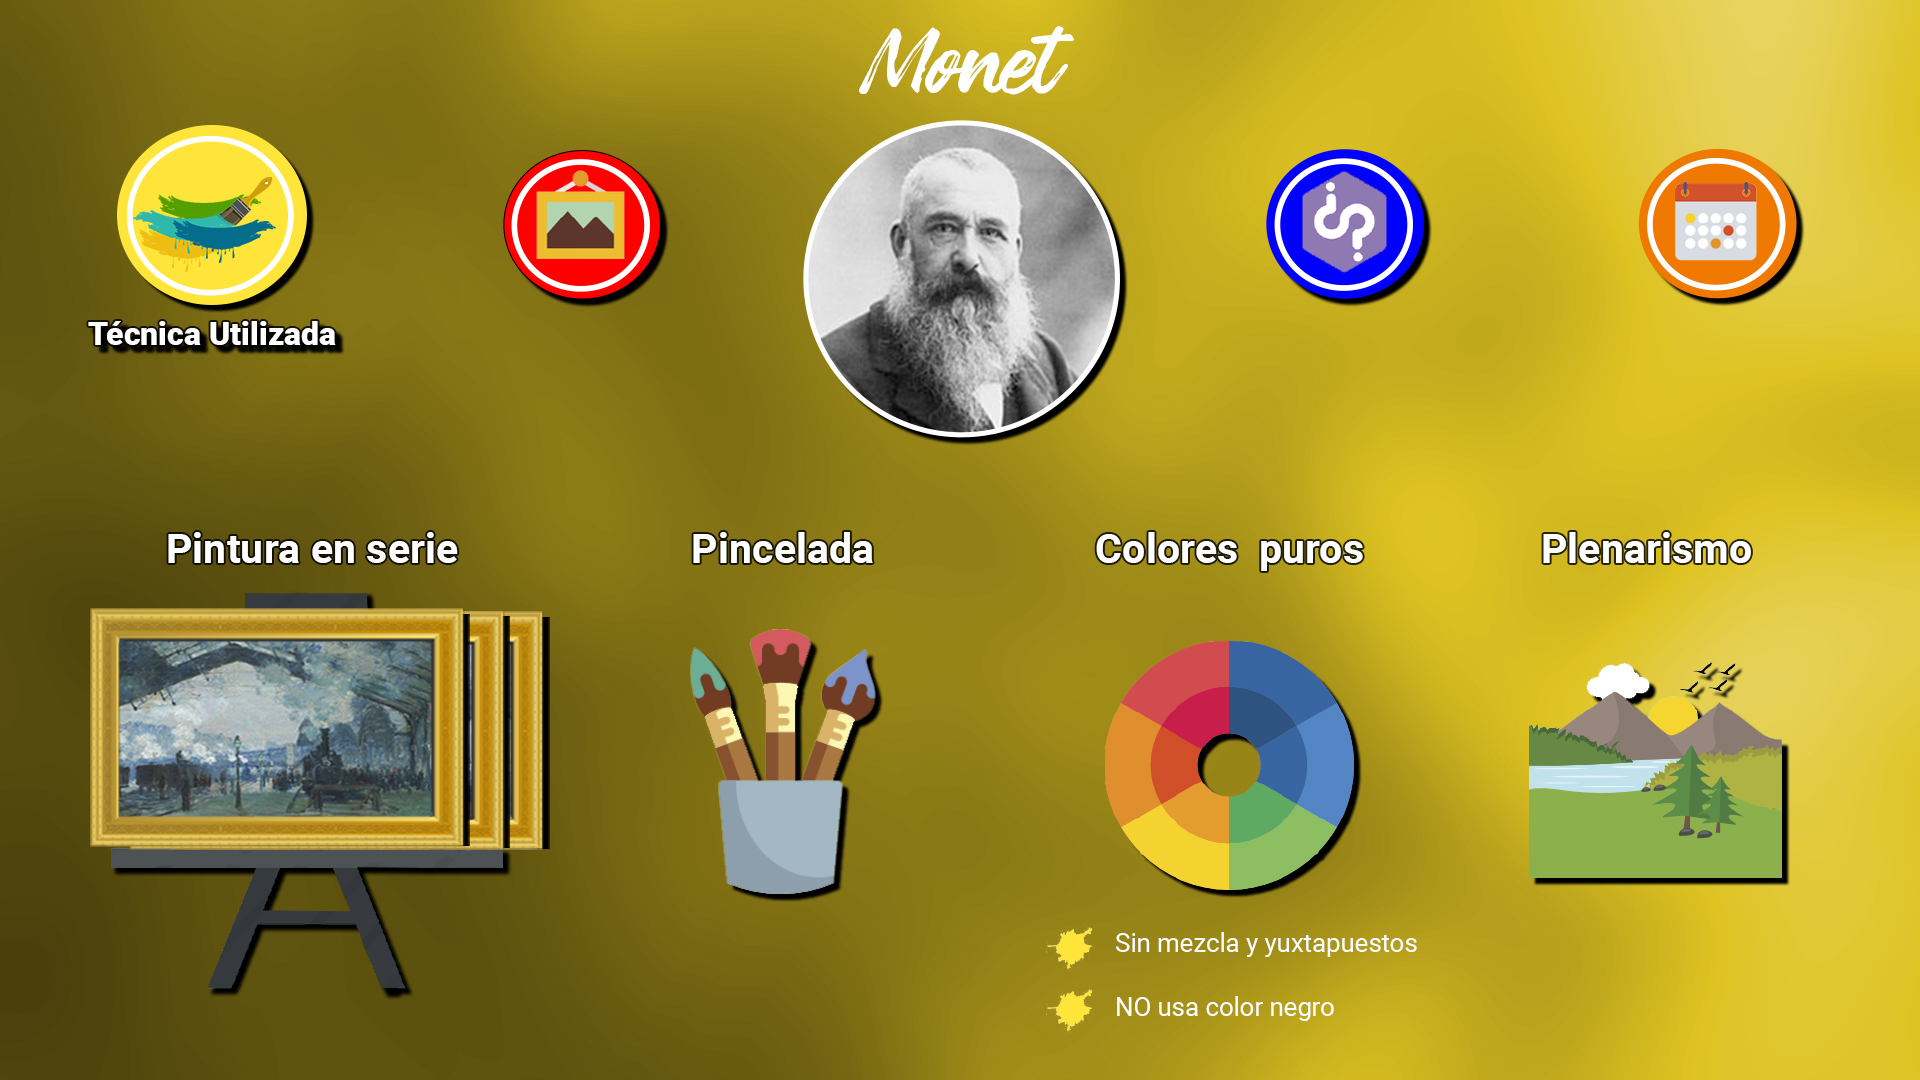 Monet
Técnica Utilizada
Pintura en serie
Pincelada
Colores puros
Plenarismo
Sin mezcla y yuxtapuestos
NO usa color negro